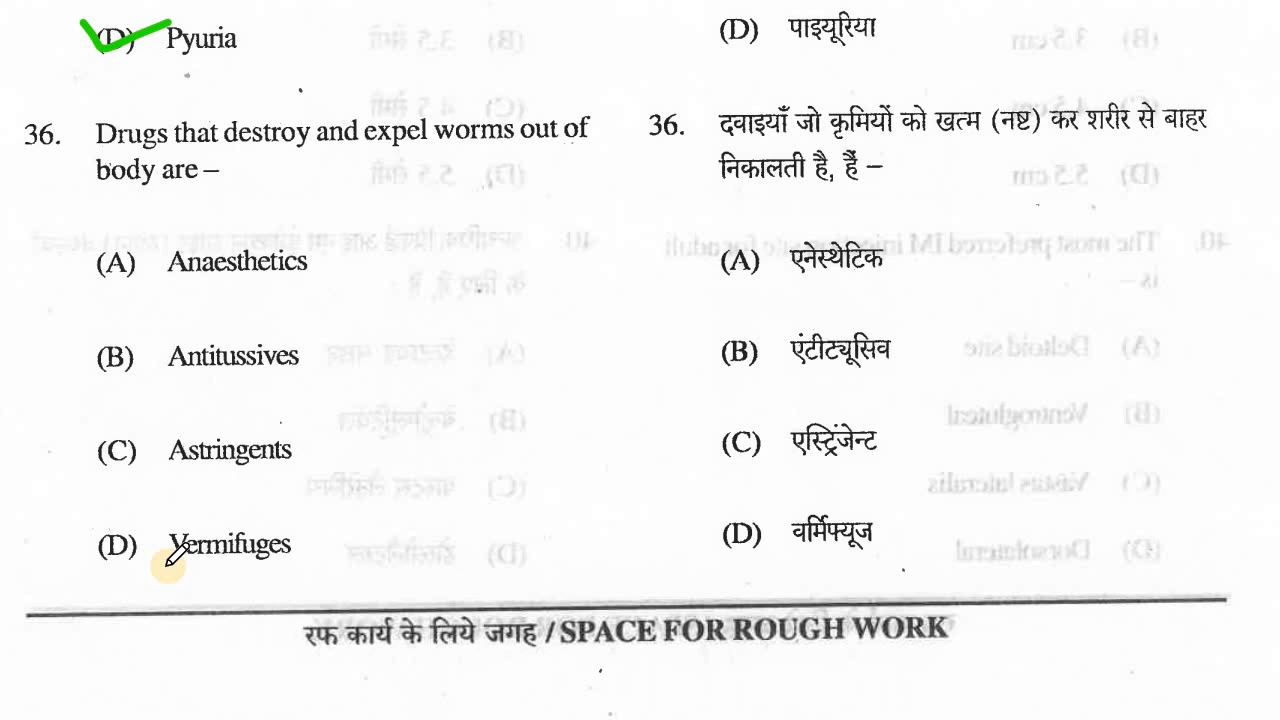 (D) Pyuria
36. Drugs that destroy and expel worms out of
body are –
(A) Anaesthetics
(B) Antitussives
(C) Astringents
(D) Vermifuges
(D) पाइयूरिया
36. दवाइयाँ जो कृमियों को खत्म (नष्ट) कर शरीर से बाहर
निकालती है, हैं –
(A) एनेस्थैटिक
(B) एंटीट्यूसिव
(C) एस्ट्रिंजेन्ट
(D) वर्मिफ्यूज
रफ कार्य के लिये जगह / SPACE FOR ROUGH WORK